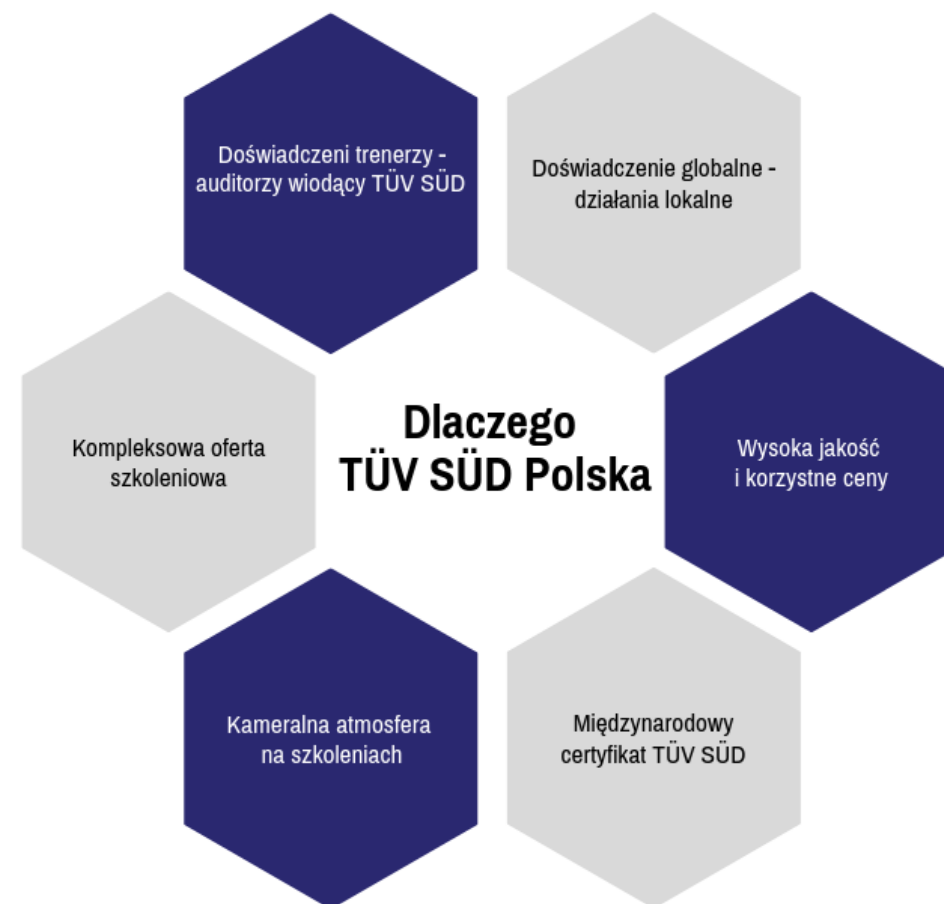 Doświadczeni trenerzy -
auditorzy wiodący TÜV SÜD
Doświadczenie globalne -
działania lokalne
Kompleksowa oferta
szkoleniowa
Dlaczego
TÜV SÜD Polska
Wysoka jakość
i korzystne ceny
Kameralna atmosfera
na szkoleniach
Międzynarodowy
certyfikat TÜV SÜD